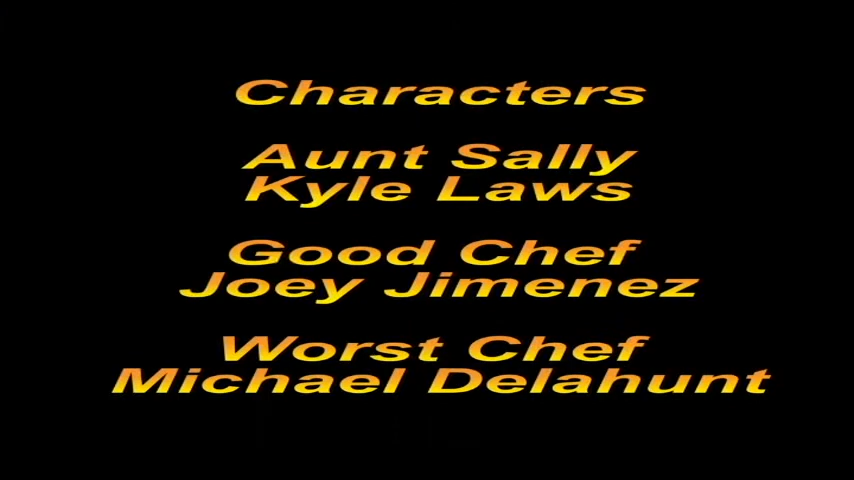 Characters
Aunt Sally
Kyle Laws
Good Chef
Joey Jimenez
Worst Chef
Michael Delahunt